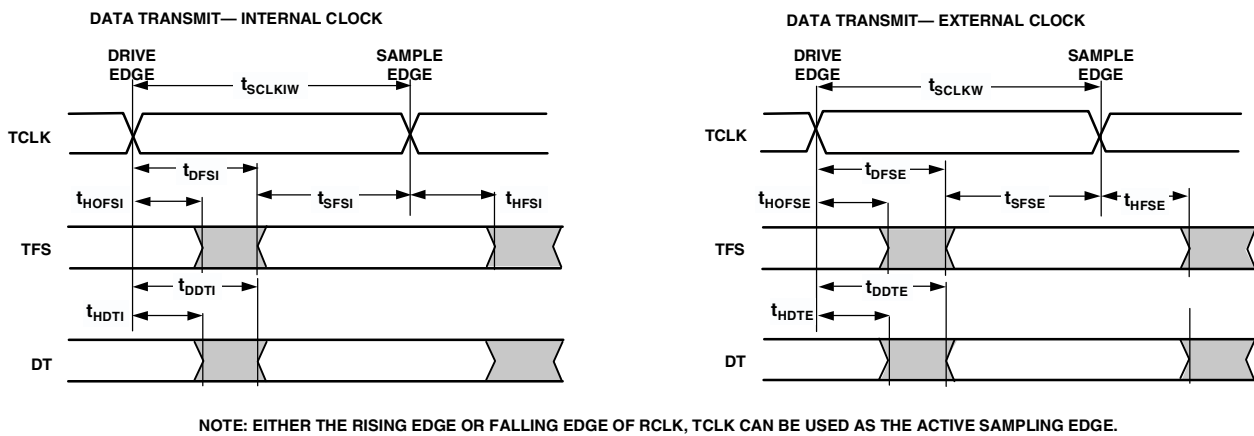 DATA TRANSMIT— INTERNAL CLOCK
DRIVE EDGE
SAMPLE EDGE
tSCLKIW
TCLK
tDFSI
tHOFSI
tSFSI
tHFSI
TFS
tDDTI
tHDTI
DT
DATA TRANSMIT— EXTERNAL CLOCK
DRIVE EDGE
SAMPLE EDGE
tSCLKW
TCLK
tDFSE
tHOFSE
tSFSE
tHFSE
TFS
tDDTE
tHDTE
DT
NOTE: EITHER THE RISING EDGE OR FALLING EDGE OF RCLK, TCLK CAN BE USED AS THE ACTIVE SAMPLING EDGE.